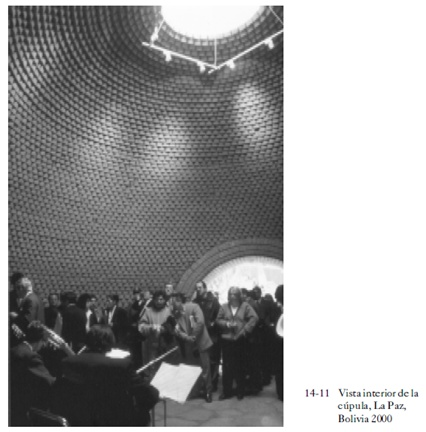 14-11 Vista interior de la
cúpula, La Paz,
Bolivia 2000